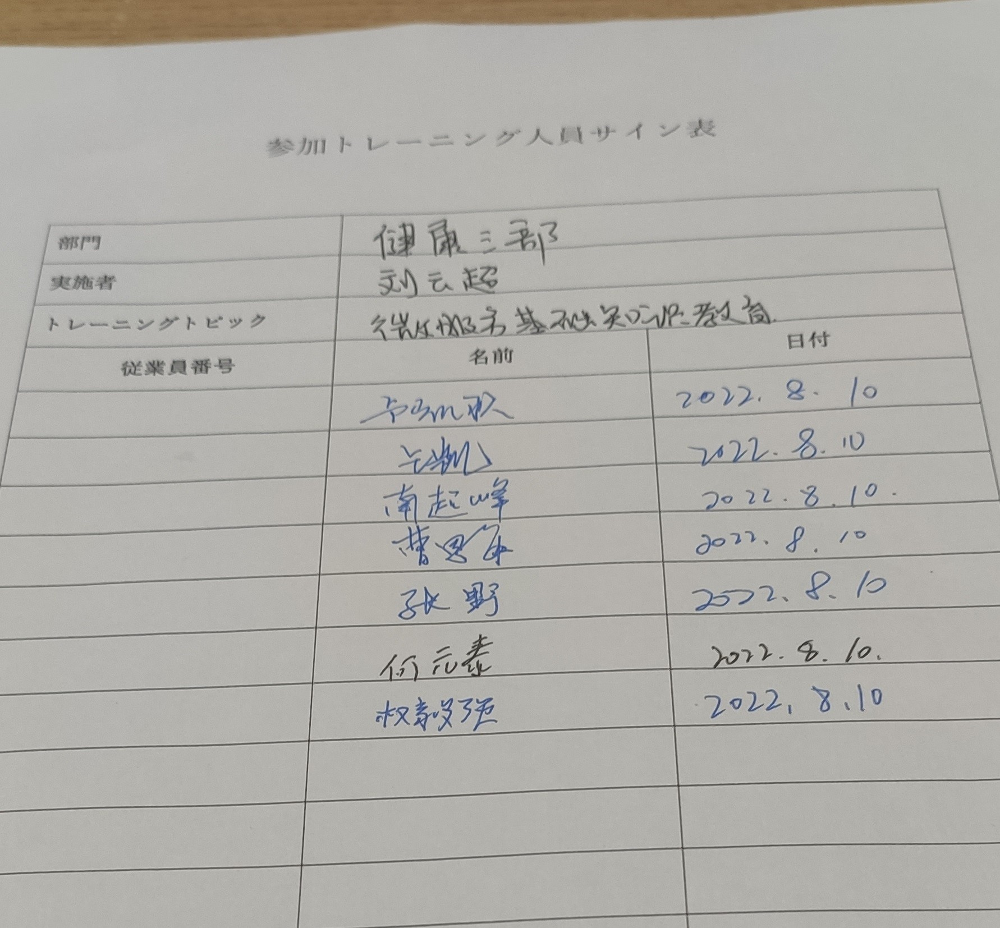 参加トレーニング人員サイン表
部門 健康三部
実施者 刘云超
トレーニングトピック 微服务基础知识教育
従業員番号 名前 日付
2022. 8. 10
2022. 8. 10
南起峰 2022. 8. 10.
曹思军 2022. 8. 10
张野 2022. 8. 10
何元泰 2022. 8. 10.
权毅强 2022. 8. 10